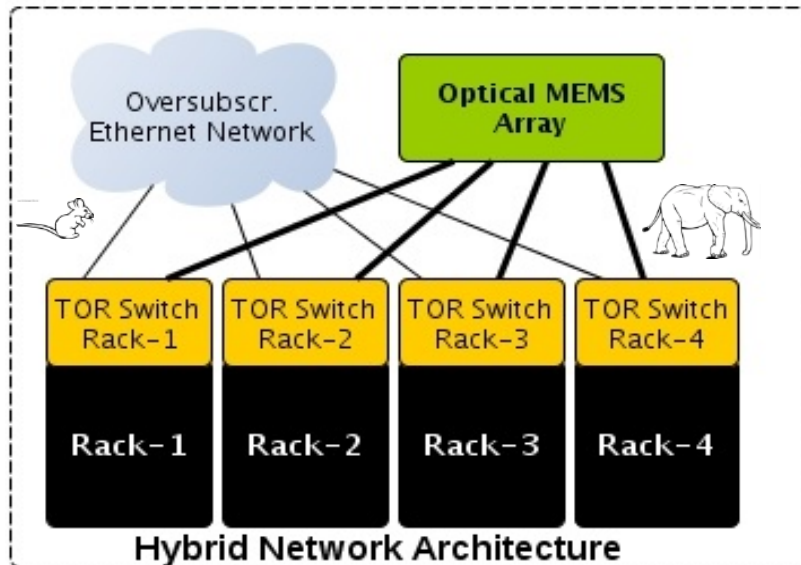 Oversubscr.
Ethernet Network
Optical MEMS
Array
TOR Switch
Rack-1
TOR Switch
Rack-2
TOR Switch
Rack-3
TOR Switch
Rack-4
Rack-1
Rack-2
Rack-3
Rack-4
Hybrid Network Architecture